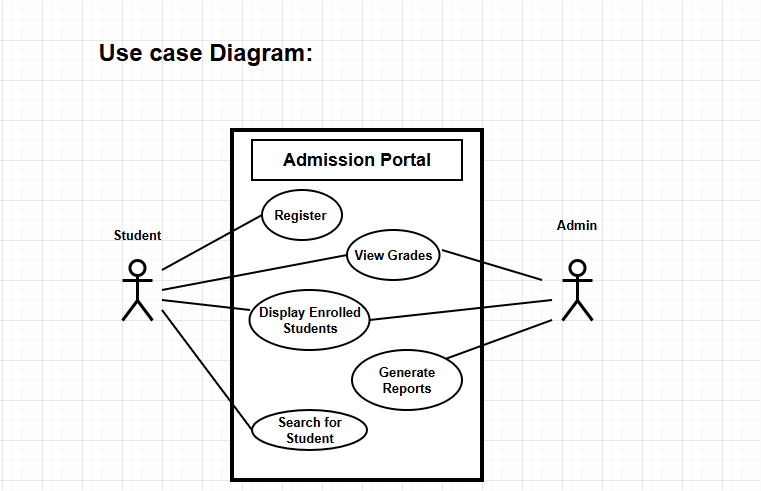 Use case Diagram:
Admission Portal
Register
Student
Admin
View Grades
Display Enrolled
Students
Generate
Reports
Search for
Student